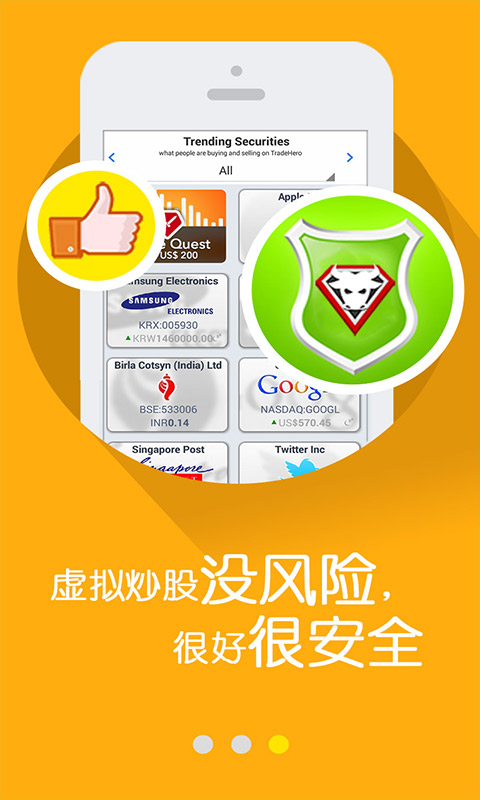 Trending Securities
what people are buying and selling on TradeHero
All
Quest
US$ 200
Apple
Samsung Electronics
SAMSUNG
ELECTRONICS
KRX:005930
KRW1460000.00
Birla Cotsyn (India) Ltd
BSE:533006
INR0.14
Google
NASDAQ:GOOGL
US$570.45
Singapore Post
Singapore
Twitter Inc
虚拟炒股没风险,
很好很安全